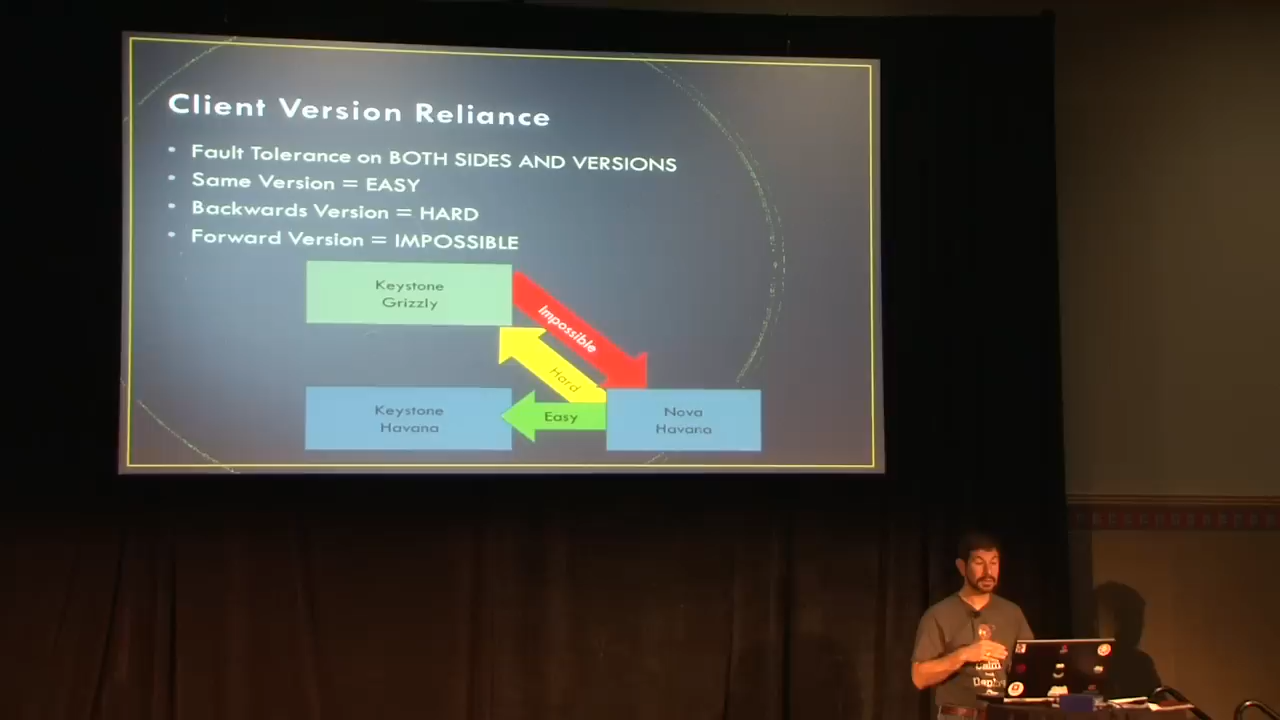 Client Version Reliance
• Fault Tolerance on BOTH SIDES AND VERSIONS
• Same Version = EASY
• Backwards Version = HARD
• Forward Version = IMPOSSIBLE
Keystone
Grizzly
Impossible
Hard
Keystone
Havana
Easy
Nova
Havana
Calm